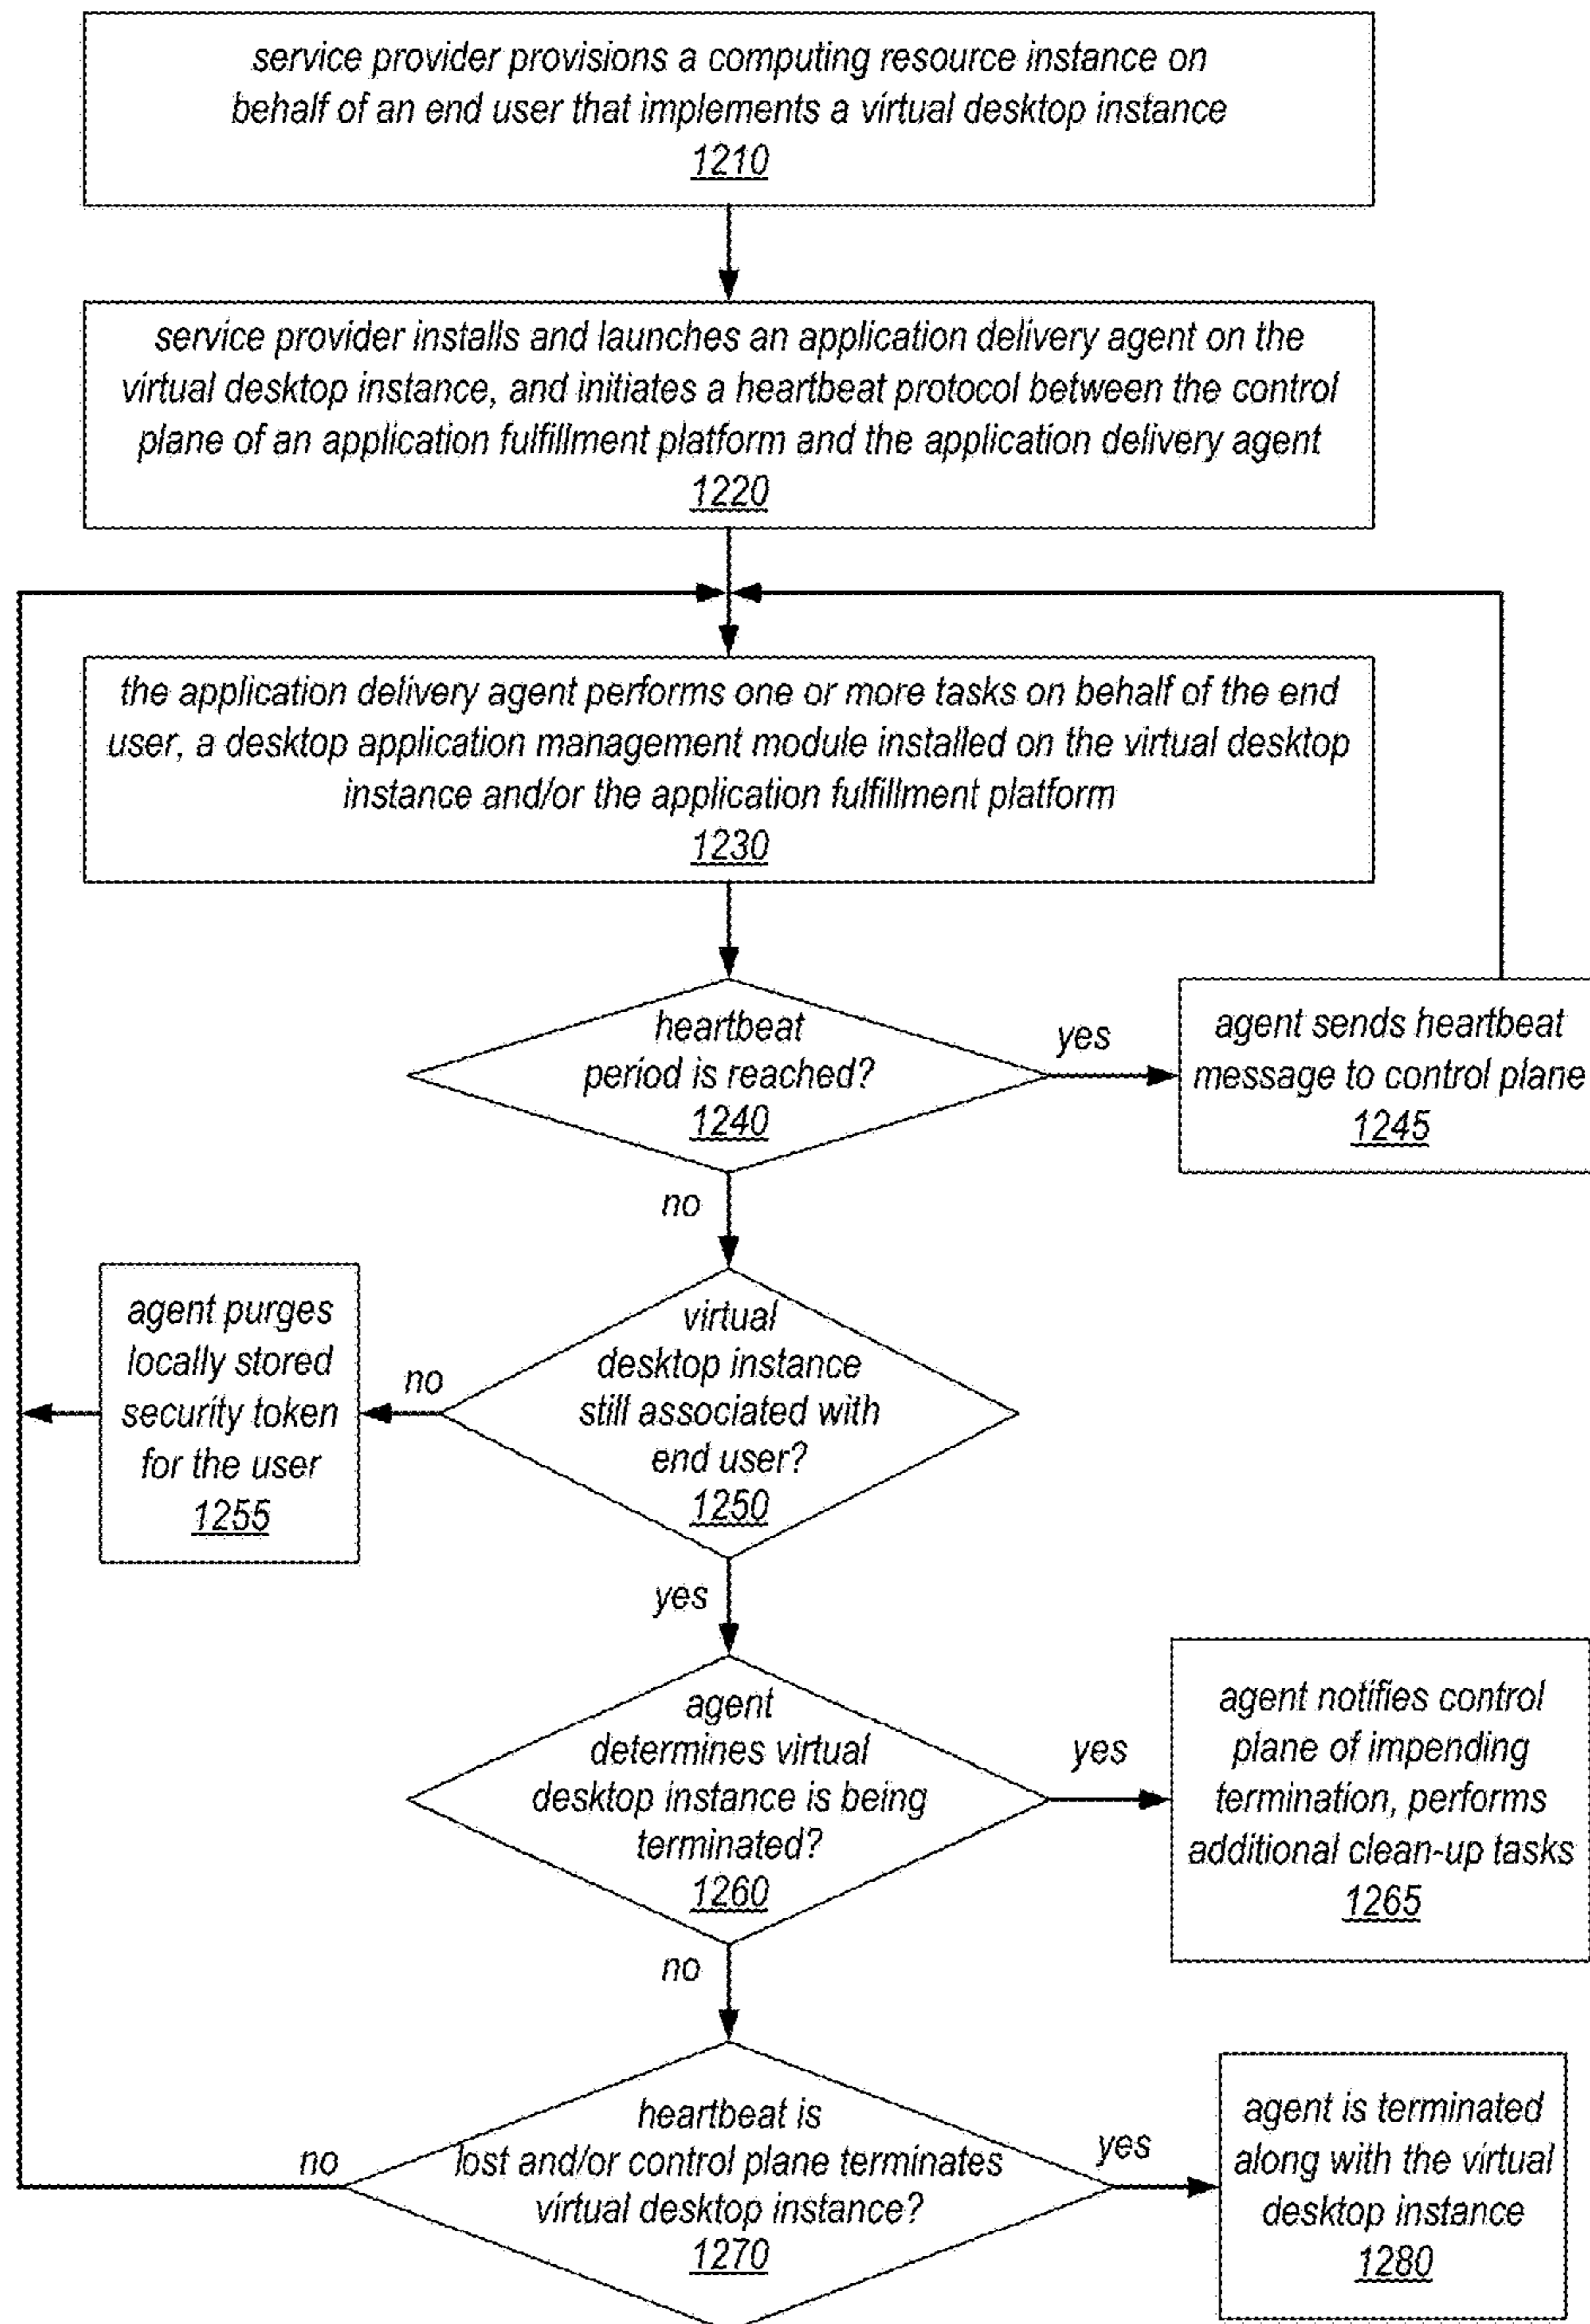 service provider provisions a computing resource instance on
behalf of an end user that implements a virtual desktop instance
1210
service provider installs and launches an application delivery agent on the
virtual desktop instance, and initiates a heartbeat protocol between the control
plane of an application fulfillment platform and the application delivery agent
1220
the application delivery agent performs one or more tasks on behalf of the end
user, a desktop application management module installed on the virtual desktop
instance and/or the application fulfillment platform
1230
heartbeat
period is reached?
1240
yes
agent sends heartbeat
message to control plane
1245
no
virtual
desktop instance
still associated with
end user?
1250
no
agent purges
locally stored
security token
for the user
1255
yes
agent
determines virtual
desktop instance is being
terminated?
1260
yes
agent notifies control
plane of impending
termination, performs
additional clean-up tasks
1265
no
heartbeat is
lost and/or control plane terminates
virtual desktop instance?
1270
no
yes
agent is terminated
along with the virtual
desktop instance
1280